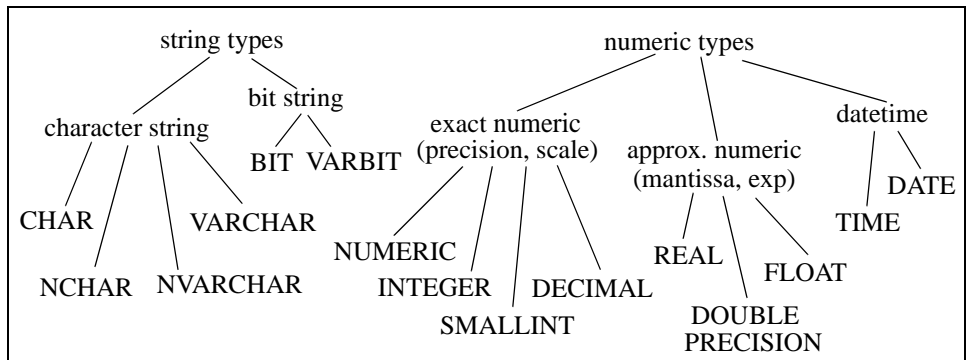 string types
numeric types
bit string
character string
exact numeric
(precision, scale)
datetime
approx. numeric
(mantissa, exp)
BIT VARBIT
DATE
CHAR
VARCHAR
TIME
NUMERIC
REAL
FLOAT
NCHAR
NVARCHAR
INTEGER
DECIMAL
SMALLINT
DOUBLE
PRECISION